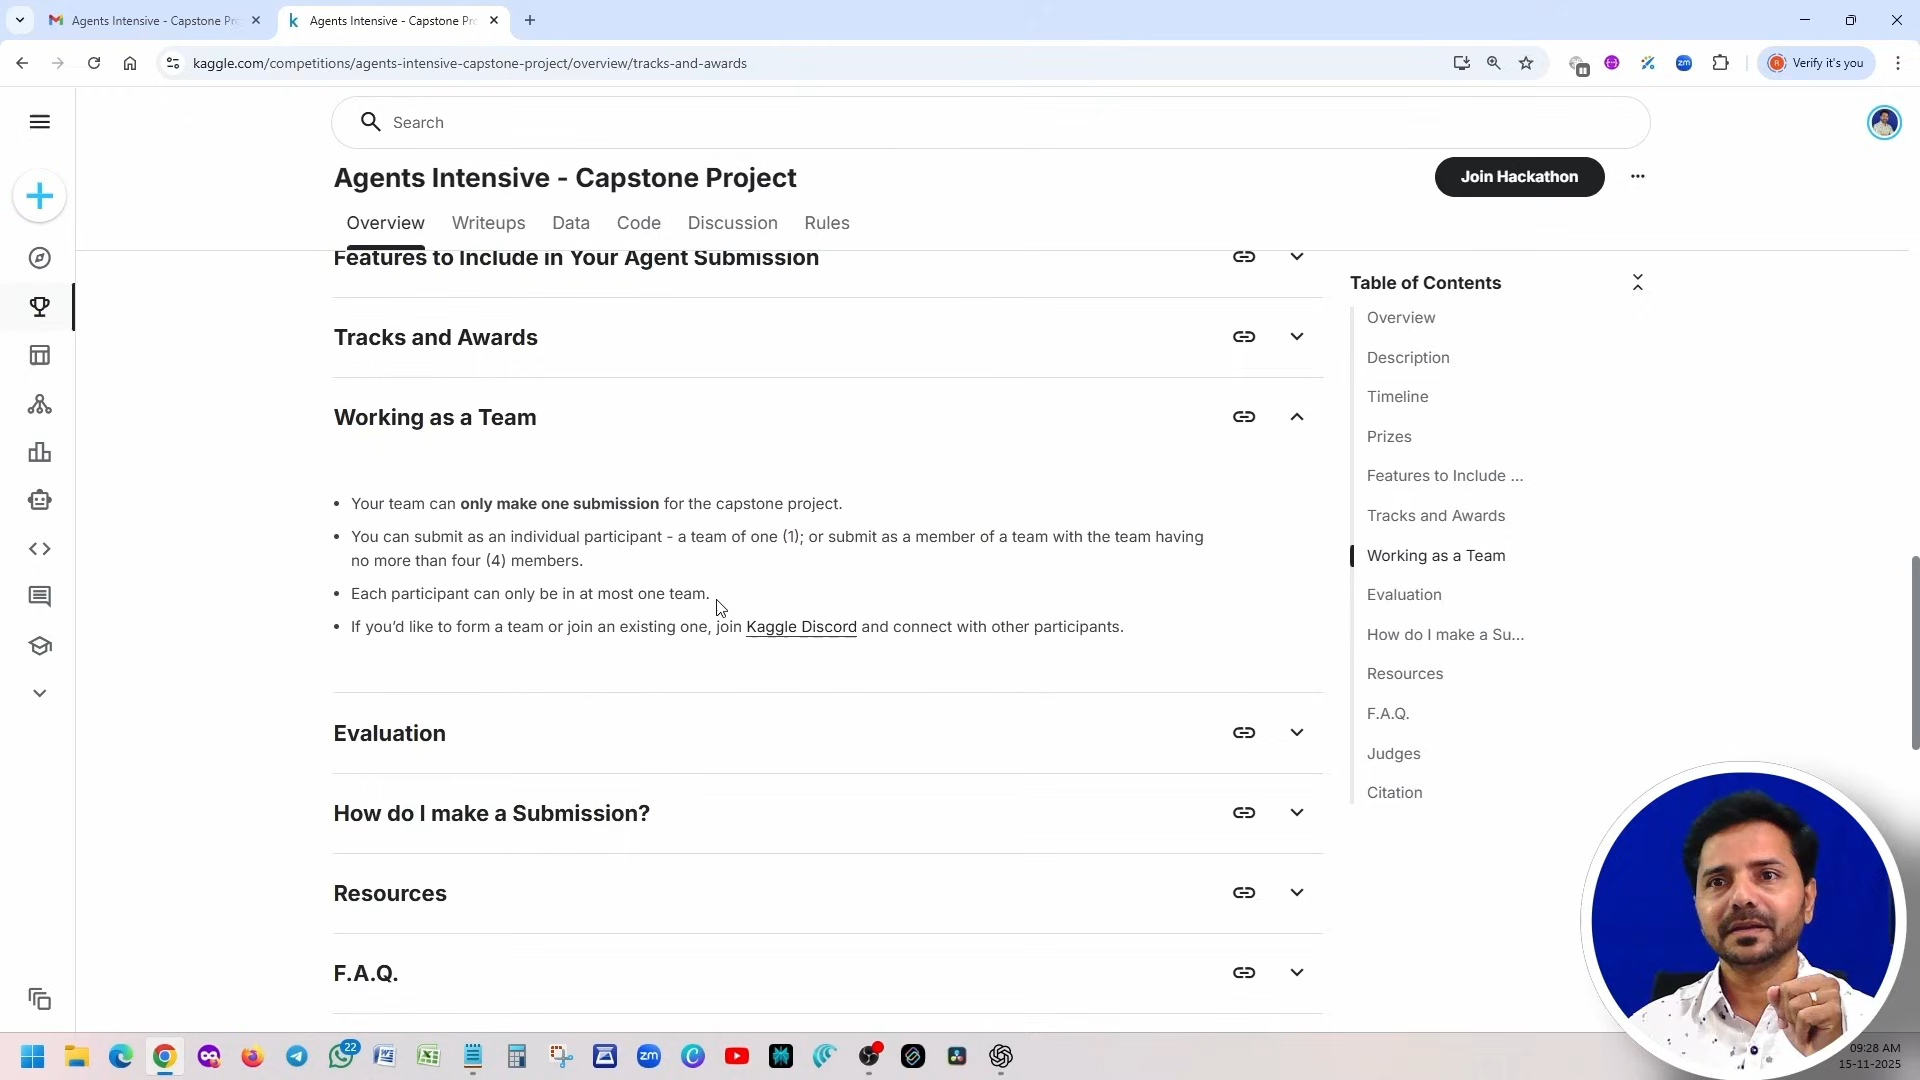 Agents Intensive - Capstone Pr
Agents Intensive - Capstone Pr
kaggle.com/competitions/agents-intensive-capstone-project/overview/tracks-and-awards
Verify it's you
Search
Agents Intensive - Capstone Project
Join Hackathon
Overview
Writeups
Data
Code
Discussion
Rules
Features to Include in Your Agent Submission
Tracks and Awards
Working as a Team
Your team can only make one submission for the capstone project.
You can submit as an individual participant - a team of one (1); or submit as a member of a team with the team having
no more than four (4) members.
Each participant can only be in at most one team.
If you'd like to form a team or join an existing one, join Kaggle Discord and connect with other participants.
Evaluation
How do I make a Submission?
Resources
F.A.Q.
Table of Contents
Overview
Description
Timeline
Prizes
Features to Include ...
Tracks and Awards
Working as a Team
Evaluation
How do I make a Su...
Resources
F.A.Q.
Judges
Citation
22
zm
zm
09:28 AM
15-11-2025